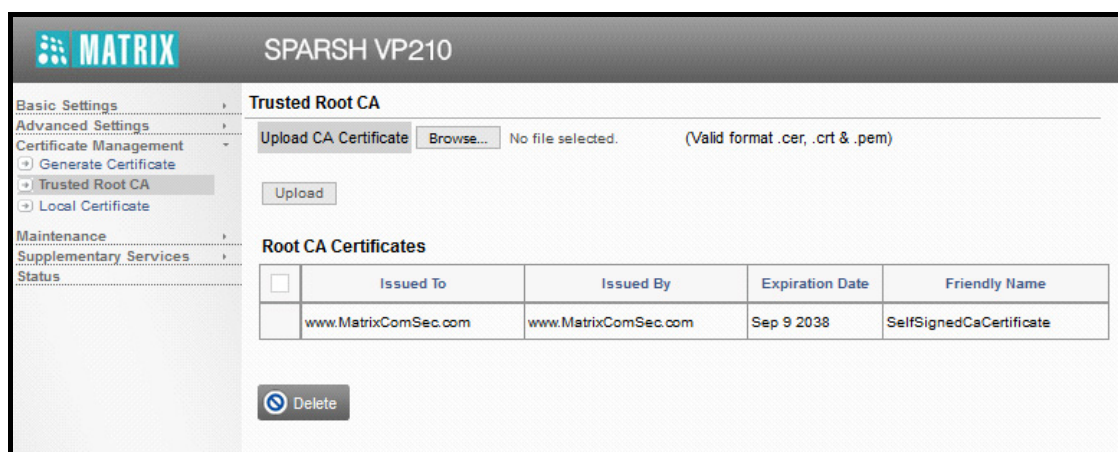 MATRIX
SPARSH VP210
Basic Settings
Advanced Settings
Certificate Management
Generate Certificate
Trusted Root CA
Local Certificate
Maintenance
Supplementary Services
Status
Trusted Root CA
Upload CA Certificate Browse... No file selected. (Valid format .cer, .crt & .pem)
Upload
Root CA Certificates
Issued To Issued By Expiration Date Friendly Name
www.MatrixComSec.com www.MatrixComSec.com Sep 9 2038 SelfSignedCaCertificate
Delete